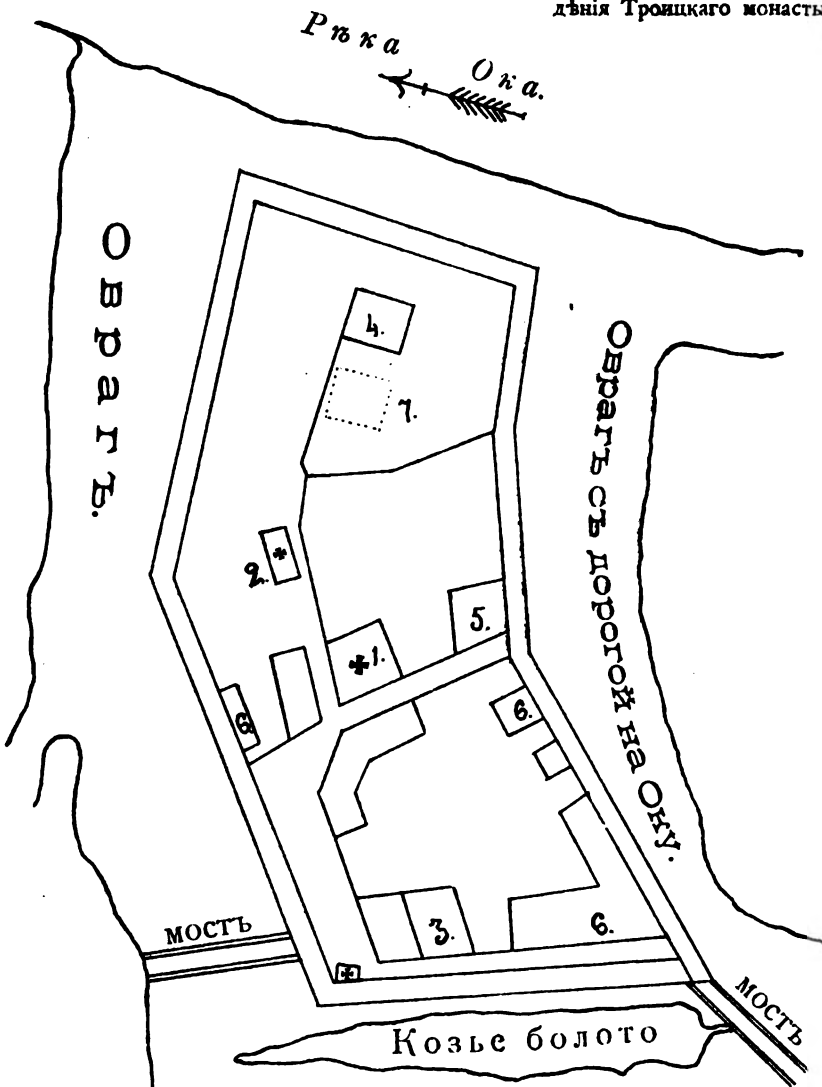 дѣнія Троицкаго монасты
Рѣка Ока.
Оврагъ.
4.
7.
Оврагъ съ дорогой на Оку.
2.
5.
1.
6.
6.
3.
6.
мостъ
мостъ
Козье болото